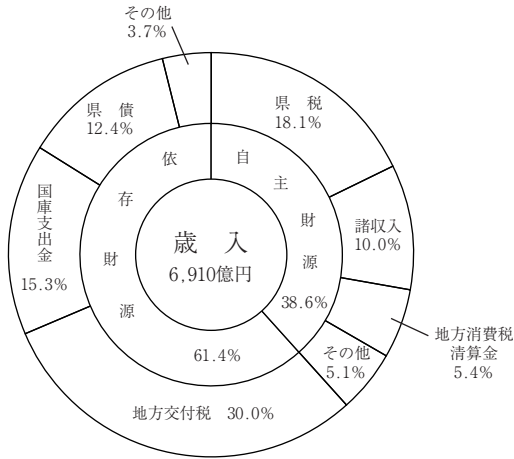 その他
3.7%
県税
18.1%
諸収入
10.0%
地方消費税
清算金
5.4%
その他
5.1%
地方交付税 30.0%
国庫支出金
15.3%
県債
12.4%
自主財源
38.6%
依存財源
61.4%
歳入
6,910億円